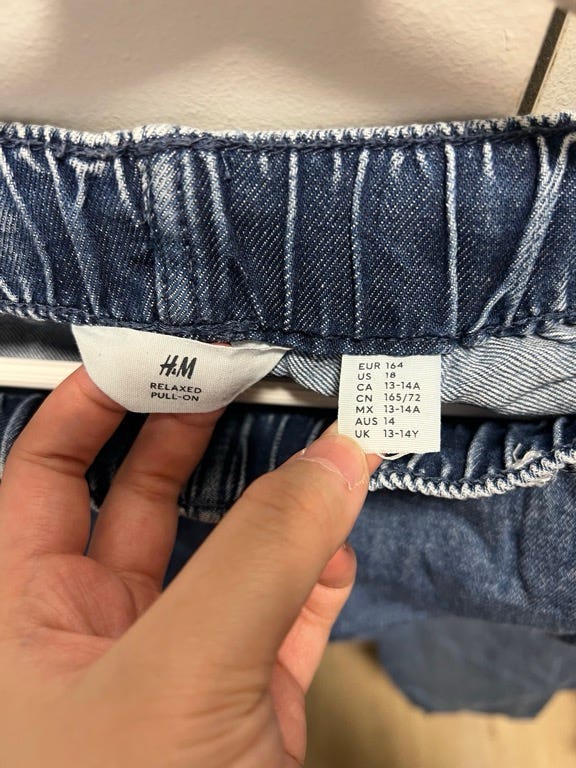 H&M
RELAXED
PULL-ON
EUR 164
US 18
CA 13-14A
CN 165/72
MX 13-14A
AUS 14
UK 13-14Y